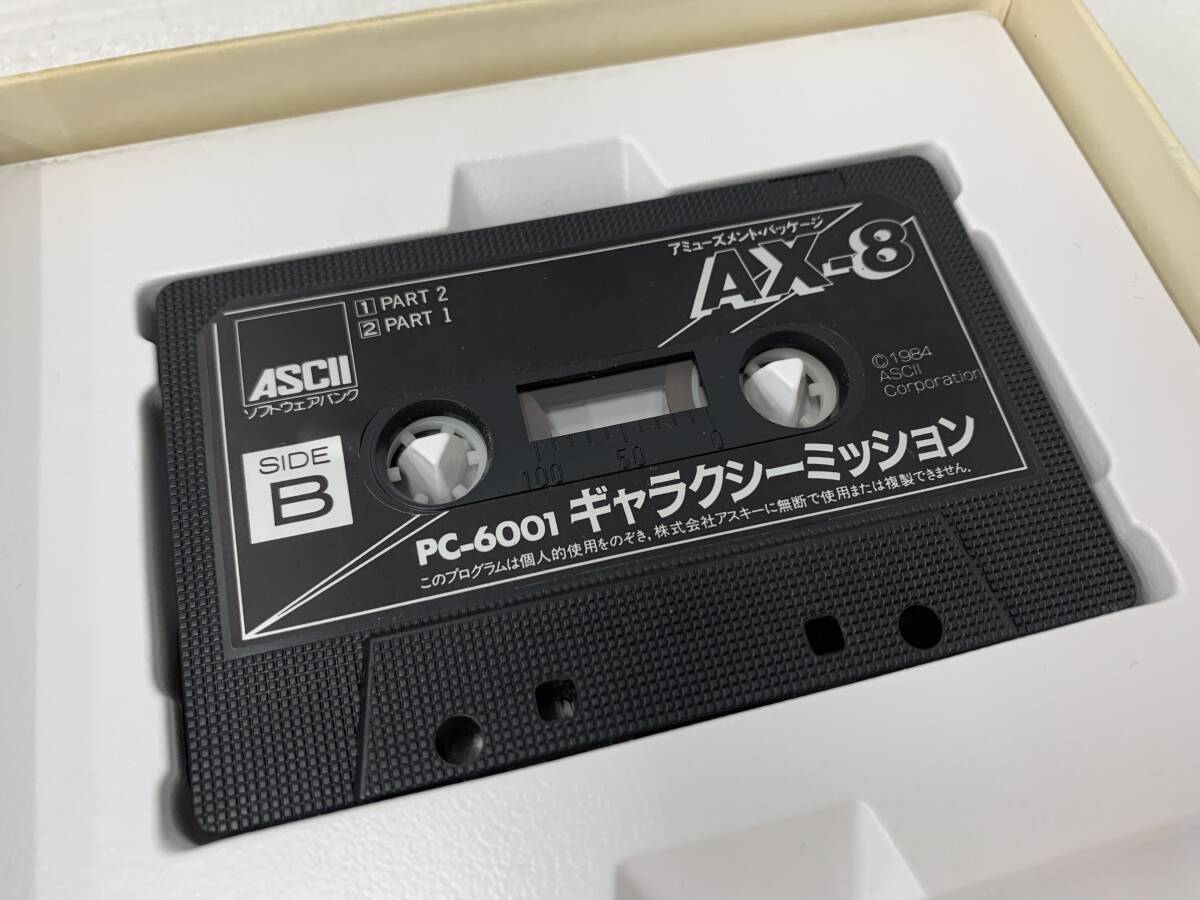 アミューズメント・パッケージ
AX-8
1 PART 2
2 PART 1
ASCII
ソフトウェアバンク
SIDE
B
©1984
ASCII
Corporation
100 50 0
PC-6001 ギャラクシーミッション
このプログラムは個人的使用をのぞき,株式会社アスキーに無断で使用または複製できません。